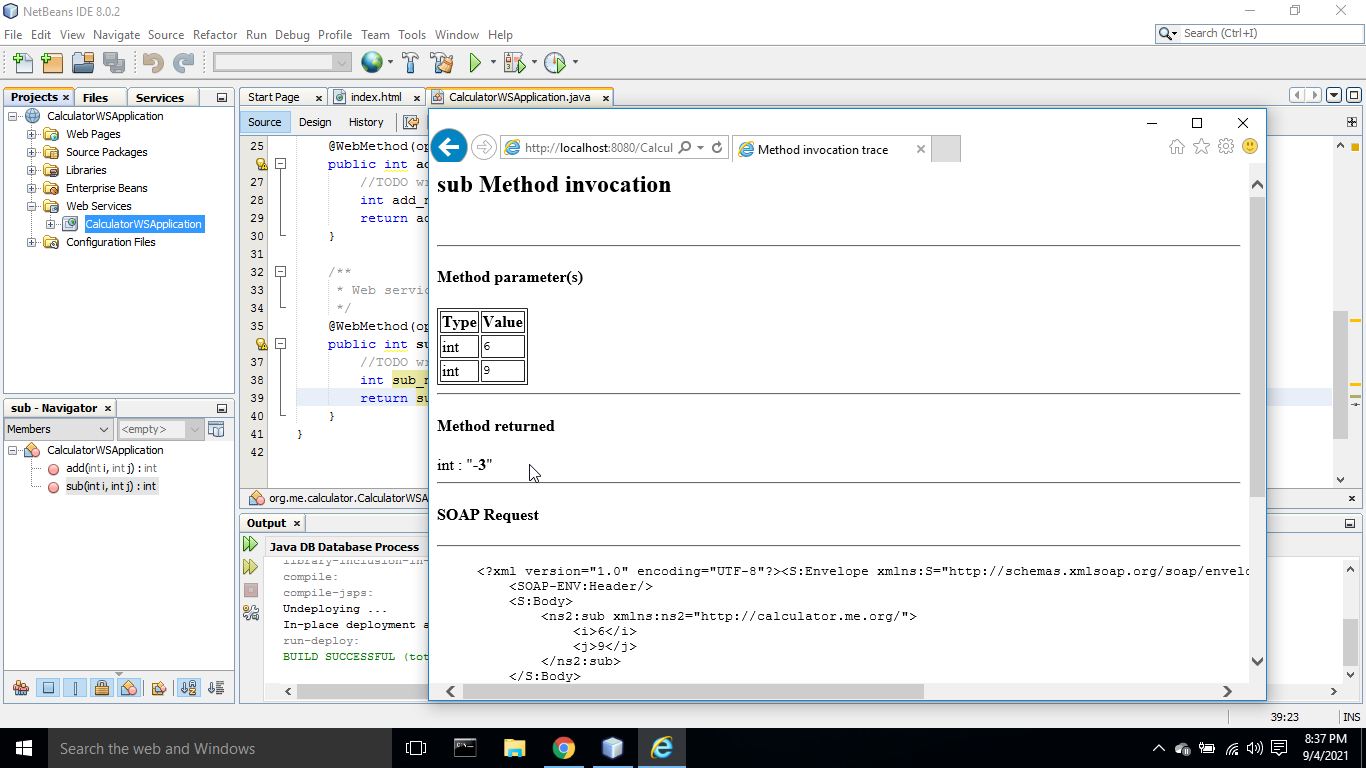 NetBeans IDE 8.0.2
File Edit View Navigate Source Refactor Run Debug Profile Team Tools Window Help
Search (Ctrl+I)
Projects
Files
Services
CalculatorWSApplication
Web Pages
Source Packages
Libraries
Enterprise Beans
Web Services
CalculatorWSApplication
Configuration Files
Start Page
index.html
CalculatorWSApplication.java
Source
Design
History
25 @WebMethod(op
public int ad
27 //TODO wr
28 int add_r
29 return ad
30 }
31
32 /**
33 * Web servic
34 */
35 @WebMethod(op
public int su
37 //TODO wr
38 int sub_r
39 return su
40 }
41 }
42
org.me.calculator.CalculatorWSA
sub - Navigator
Members
<empty>
CalculatorWSApplication
add(int i, int j) : int
sub(int i, int j) : int
Output
Java DB Database Process
library-inclusion-in-
compile:
compile-jsps:
Undeploying ...
In-place deployment a
run-deploy:
BUILD SUCCESSFUL (tot
http://localhost:8080/Calcul
Method invocation trace
sub Method invocation
Method parameter(s)
Type Value
int 6
int 9
Method returned
int : "-3"
SOAP Request
<?xml version="1.0" encoding="UTF-8"?><S:Envelope xmlns:S="http://schemas.xmlsoap.org/soap/envelo
<SOAP-ENV:Header/>
<S:Body>
<ns2:sub xmlns:ns2="http://calculator.me.org/">
<i>6</i>
<j>9</j>
</ns2:sub>
</S:Body>
39:23
INS
Search the web and Windows
8:37 PM
9/4/2021